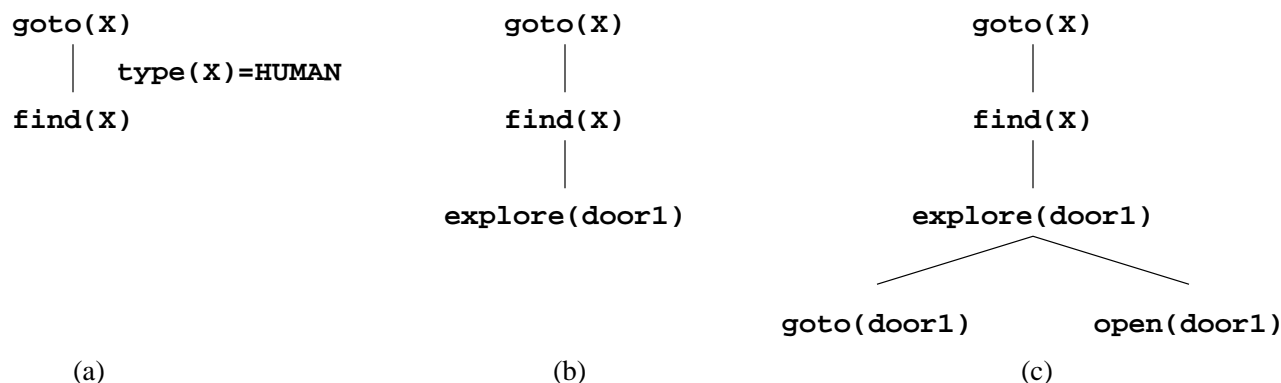 goto(X) goto(X) goto(X)
type(X)=HUMAN
find(X) find(X) find(X)
explore(door1) explore(door1)
goto(door1) open(door1)
(a) (b) (c)